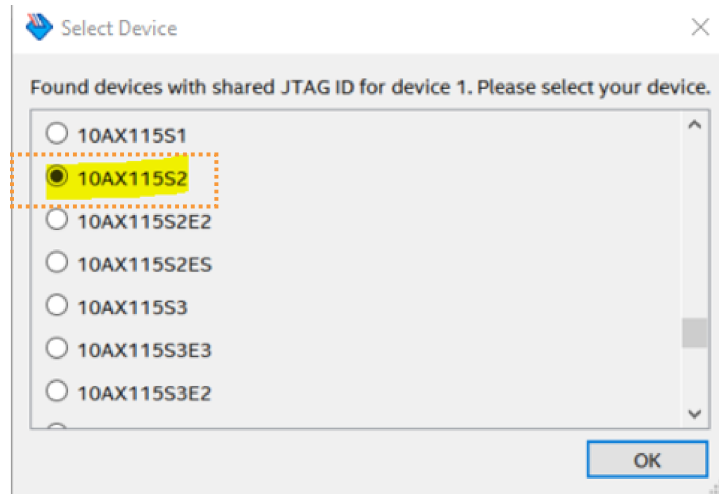 Select Device
Found devices with shared JTAG ID for device 1. Please select your device.
10AX115S1
10AX115S2
10AX115S2E2
10AX115S2ES
10AX115S3
10AX115S3E3
10AX115S3E2
OK